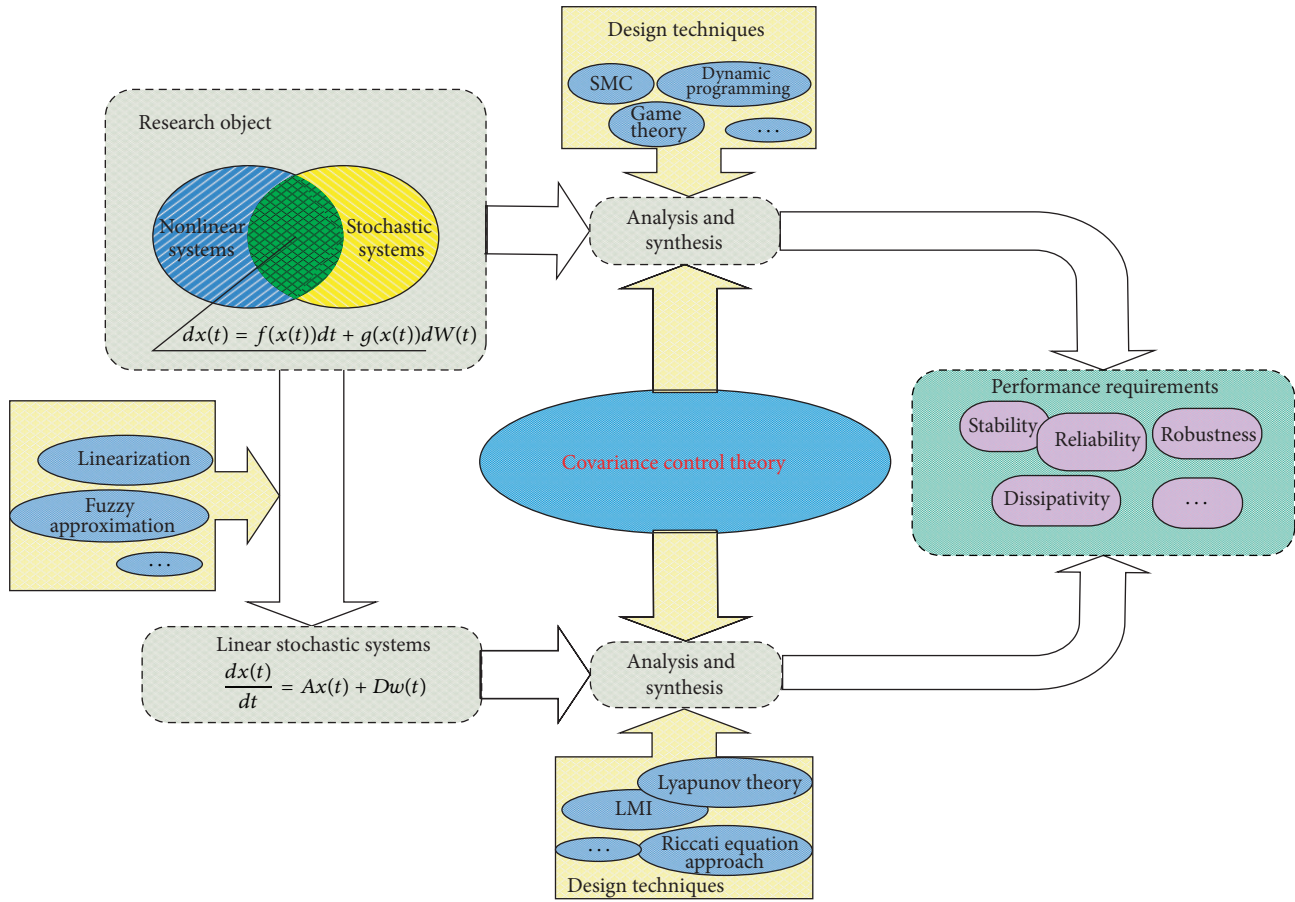 Design techniques
SMC
Dynamic
programming
Game
theory
...
Research object
Nonlinear
systems
Stochastic
systems
dx(t) = f(x(t))dt + g(x(t))dW(t)
Analysis and
synthesis
Performance requirements
Stability
Reliability
Robustness
Dissipativity
...
Covariance control theory
Linearization
Fuzzy
approximation
...
Linear stochastic systems
dx(t)
dt
= Ax(t) + Dw(t)
Analysis and
synthesis
Lyapunov theory
LMI
...
Riccati equation
approach
Design techniques